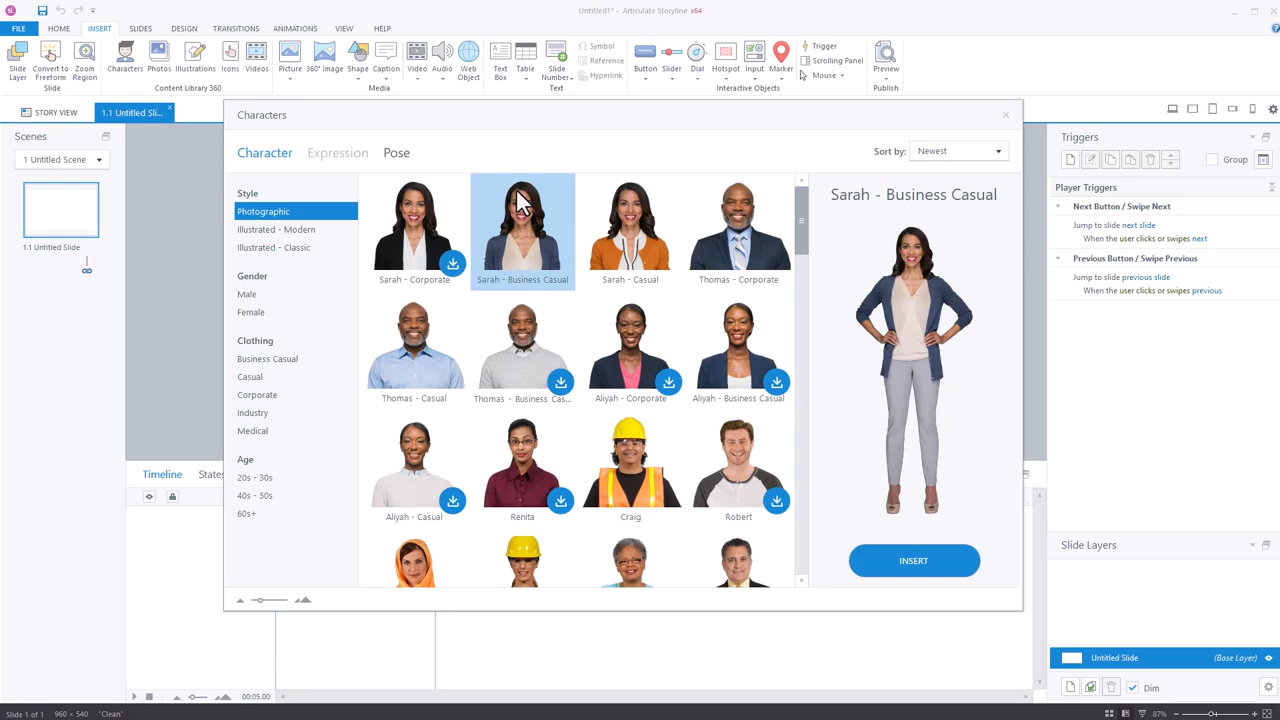 Untitled1* - Articulate Storyline x64
FILE HOME INSERT SLIDES DESIGN TRANSITIONS ANIMATIONS VIEW HELP
Slide Layer
Convert to Freeform
Zoom Region
Slide
Characters
Photos
Illustrations
Icons
Videos
Content Library 360
Picture
360° Image
Shape
Caption
Video
Audio
Web Object
Media
Text Box
Table
Slide Number
Symbol
Reference
Hyperlink
Text
Button
Slider
Dial
Hotspot
Input
Marker
Trigger
Scrolling Panel
Mouse
Interactive Objects
Preview
Publish
STORY VIEW
1.1 Untitled Sli...
Scenes
1 Untitled Scene
1.1 Untitled Slide
Characters
Character Expression Pose
Sort by: Newest
Style
Photographic
Illustrated - Modern
Illustrated - Classic
Gender
Male
Female
Clothing
Business Casual
Casual
Corporate
Industry
Medical
Age
20s - 30s
40s - 50s
60s+
Sarah - Corporate
Sarah - Business Casual
Sarah - Casual
Thomas - Corporate
Thomas - Casual
Thomas - Business Cas...
Aliyah - Corporate
Aliyah - Business Casual
Aliyah - Casual
Renita
Craig
Robert
Sarah - Business Casual
INSERT
Timeline
States
00:05.00
Triggers
Group
Player Triggers
Next Button / Swipe Next
Jump to slide next slide
When the user clicks or swipes next
Previous Button / Swipe Previous
Jump to slide previous slide
When the user clicks or swipes previous
Slide Layers
Untitled Slide (Base Layer)
Dim
Slide 1 of 1 960 × 540 "Clean"
87%